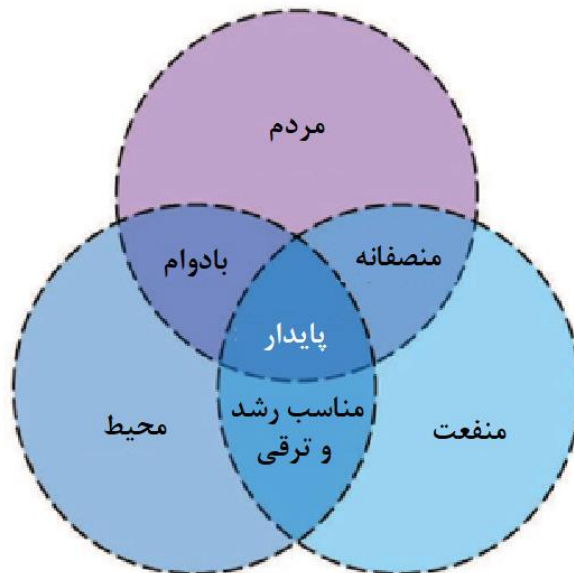 مردم
منصفانه
بادوام
پایدار
منفعت
مناسب رشد
و ترقی
محیط